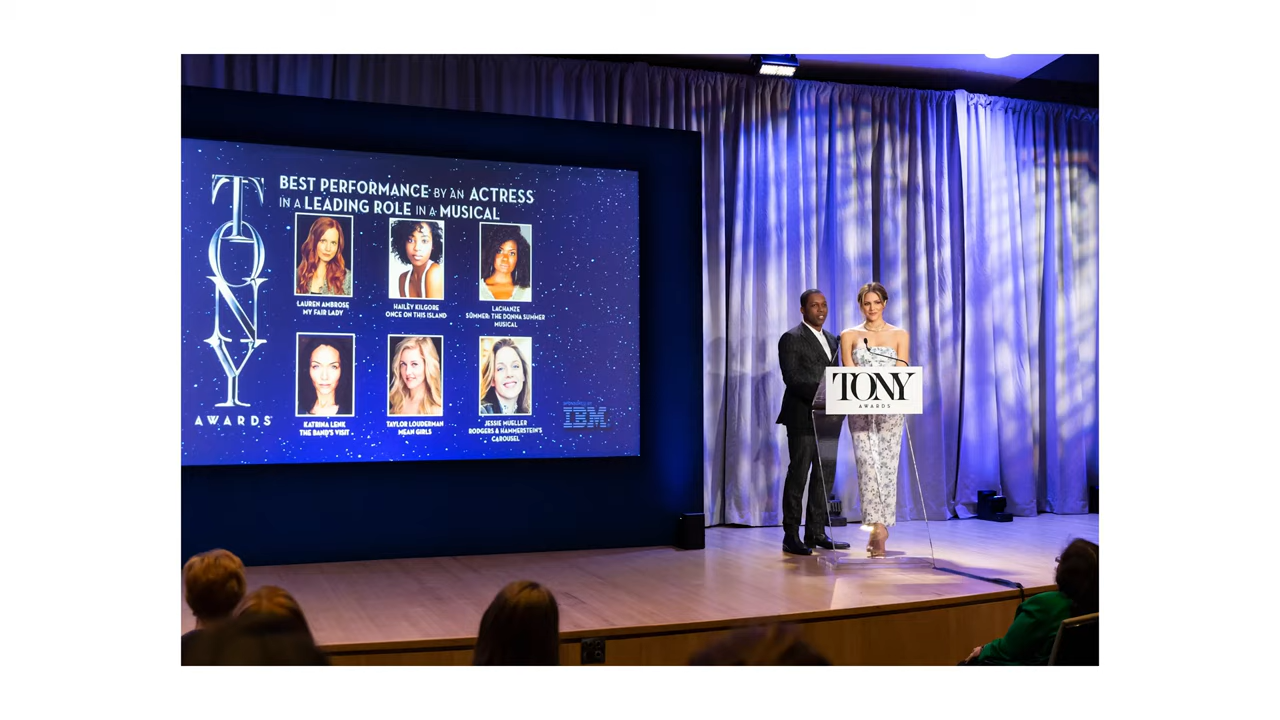 TONY
AWARDS
BEST PERFORMANCE BY AN ACTRESS
IN A LEADING ROLE IN A MUSICAL
LAUREN AMBROSE
MY FAIR LADY
HAILEY KILGORE
ONCE ON THIS ISLAND
LACHANZE
SUMMER: THE DONNA SUMMER
MUSICAL
KATRINA LENK
THE BAND'S VISIT
TAYLOR LOUDERMAN
MEAN GIRLS
JESSIE MUELLER
RODGERS & HAMMERSTEIN'S
CAROUSEL
IBM
TONY
AWARDS